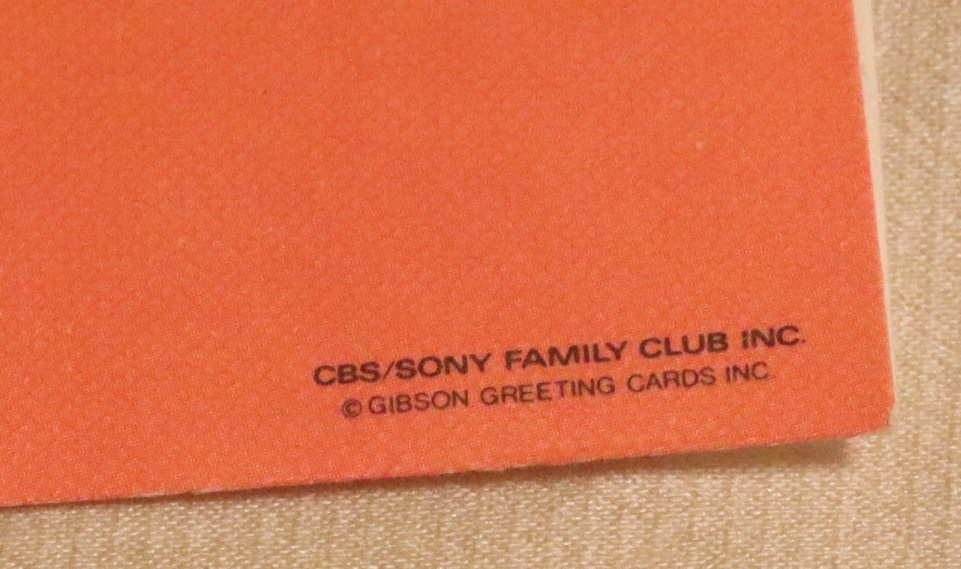 CBS/SONY FAMILY CLUB INC.
© GIBSON GREETING CARDS INC